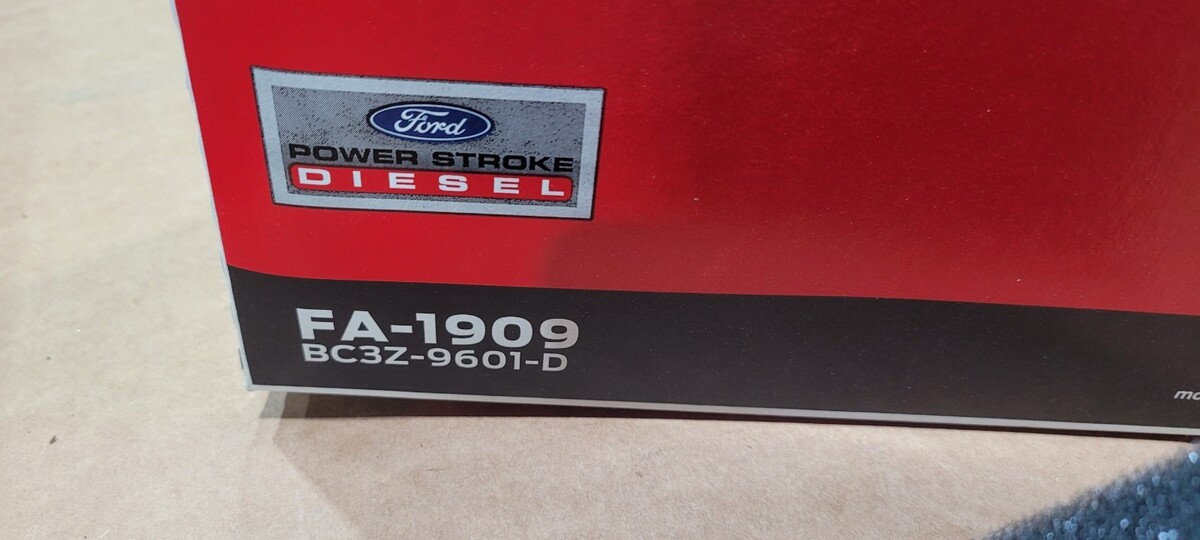 Ford
POWER STROKE
DIESEL
FA-1909
BC3Z-9601-D